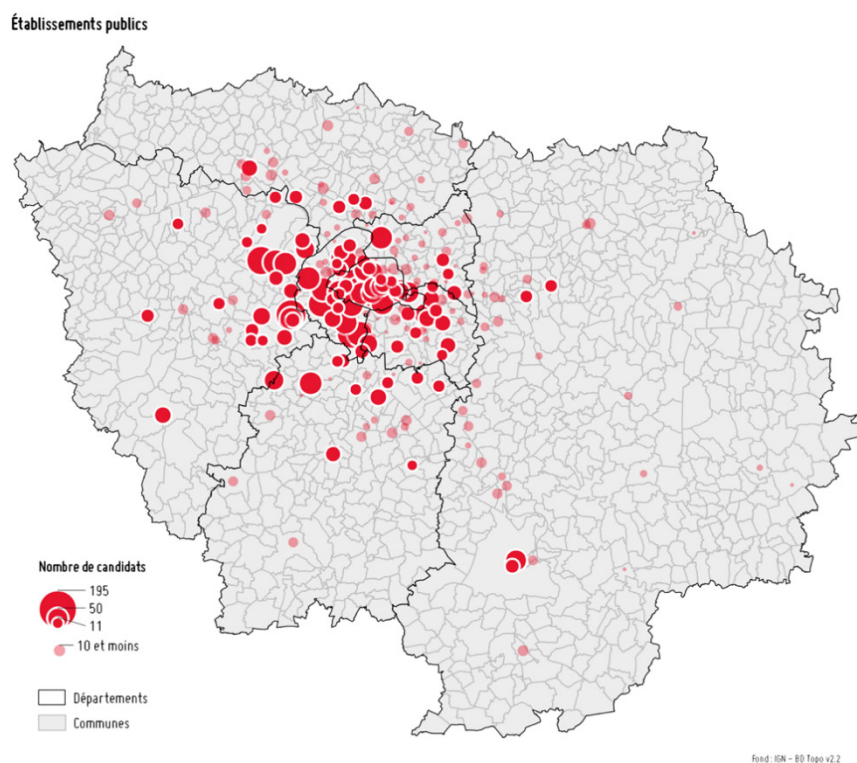 Établissements publics
Nombre de candidats
195
50
11
10 et moins
Départements
Communes
Fond : IGN - BD Topo v2.2